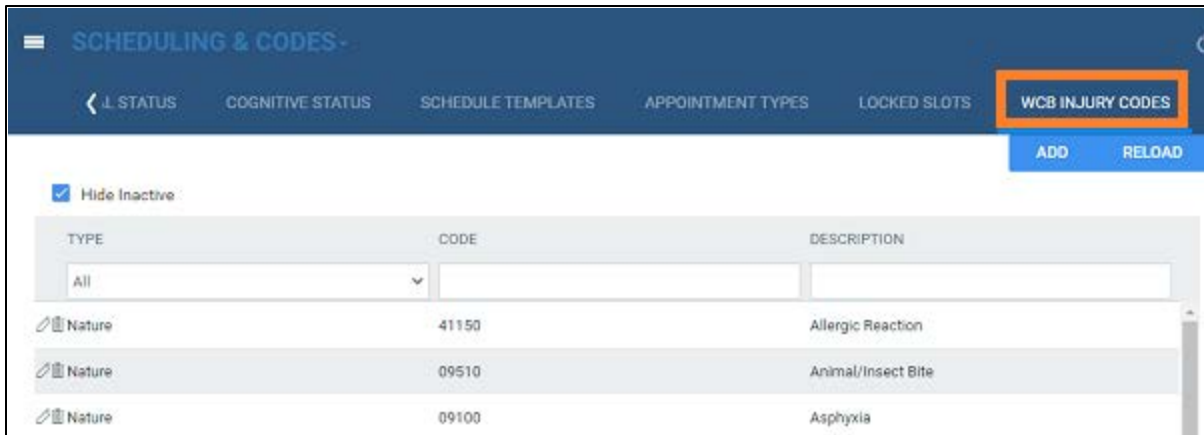 SCHEDULING & CODES
STATUS COGNITIVE STATUS SCHEDULE TEMPLATES APPOINTMENT TYPES LOCKED SLOTS WCB INJURY CODES
ADD RELOAD
Hide Inactive
TYPE CODE DESCRIPTION
All
Nature 41150 Allergic Reaction
Nature 09510 Animal/Insect Bite
Nature 09100 Asphyxia